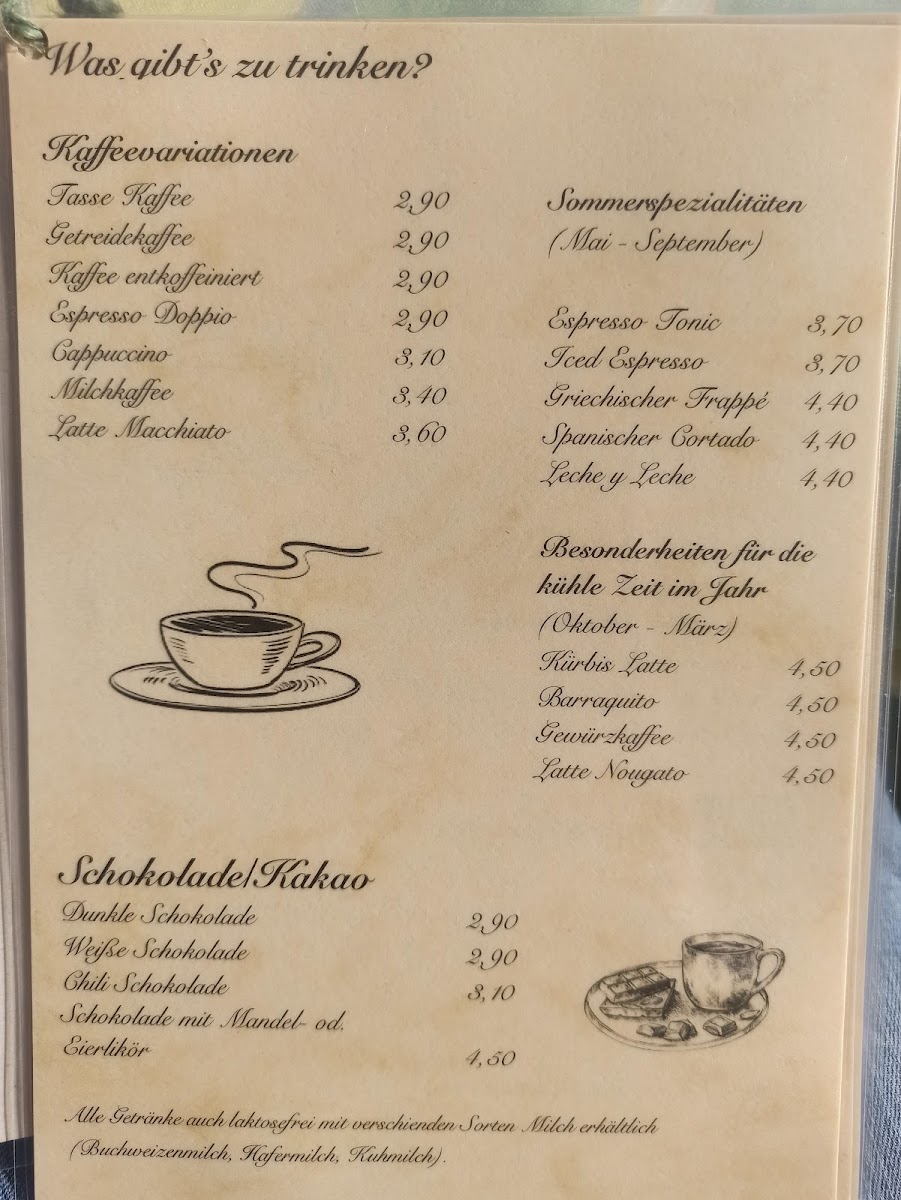 Was gibt's zu trinken?
Kaffeevariationen
Tasse Kaffee 2,90
Getreidekaffee 2,90
Kaffee entkoffeiniert 2,90
Espresso Doppio 2,90
Cappuccino 3,10
Milchkaffee 3,40
Latte Macchiato 3,60
Sommerspezialitäten
(Mai - September)
Espresso Tonic 3,70
Iced Espresso 3,70
Griechischer Frappé 4,40
Spanischer Cortado 4,40
Leche y Leche 4,40
Besonderheiten für die
kühle Zeit im Jahr
(Oktober - März)
Kürbis Latte 4,50
Barraquito 4,50
Gewürzkaffee 4,50
Latte Nougato 4,50
Schokolade/Kakao
Dunkle Schokolade 2,90
Weiße Schokolade 2,90
Chili Schokolade 3,10
Schokolade mit Mandel- od.
Eierlikör 4,50
Alle Getränke auch laktosefrei mit verschienden Sorten Milch erhältlich
(Buchweizenmilch, Hafermilch, Kuhmilch).